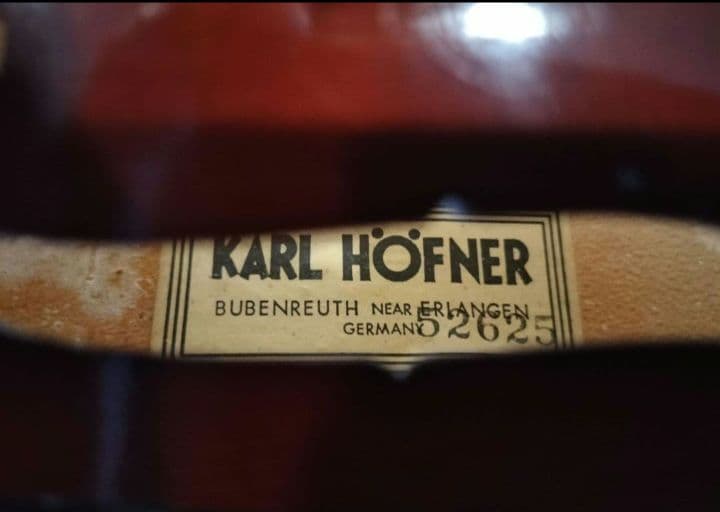 KARL HÖFNER
BUBENREUTH NEAR ERLANGEN
GERMANY
52625